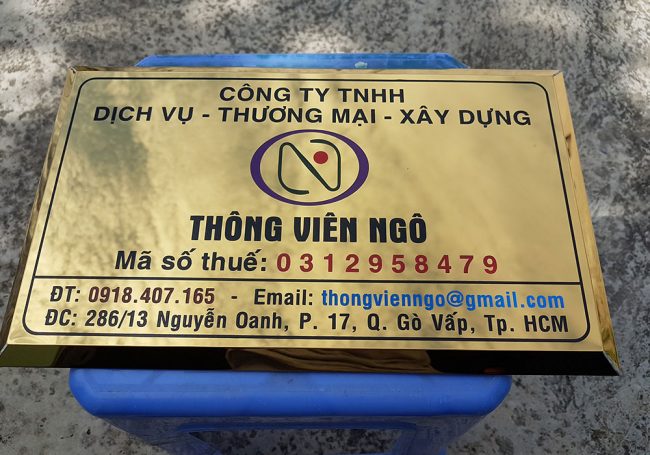 CÔNG TY TNHH
DỊCH VỤ - THƯƠNG MẠI - XÂY DỰNG
THÔNG VIÊN NGÔ
Mã số thuế: 0312958479
ĐT: 0918.407.165 - Email: thongvienngo@gmail.com
ĐC: 286/13 Nguyễn Oanh, P. 17, Q. Gò Vấp, Tp. HCM